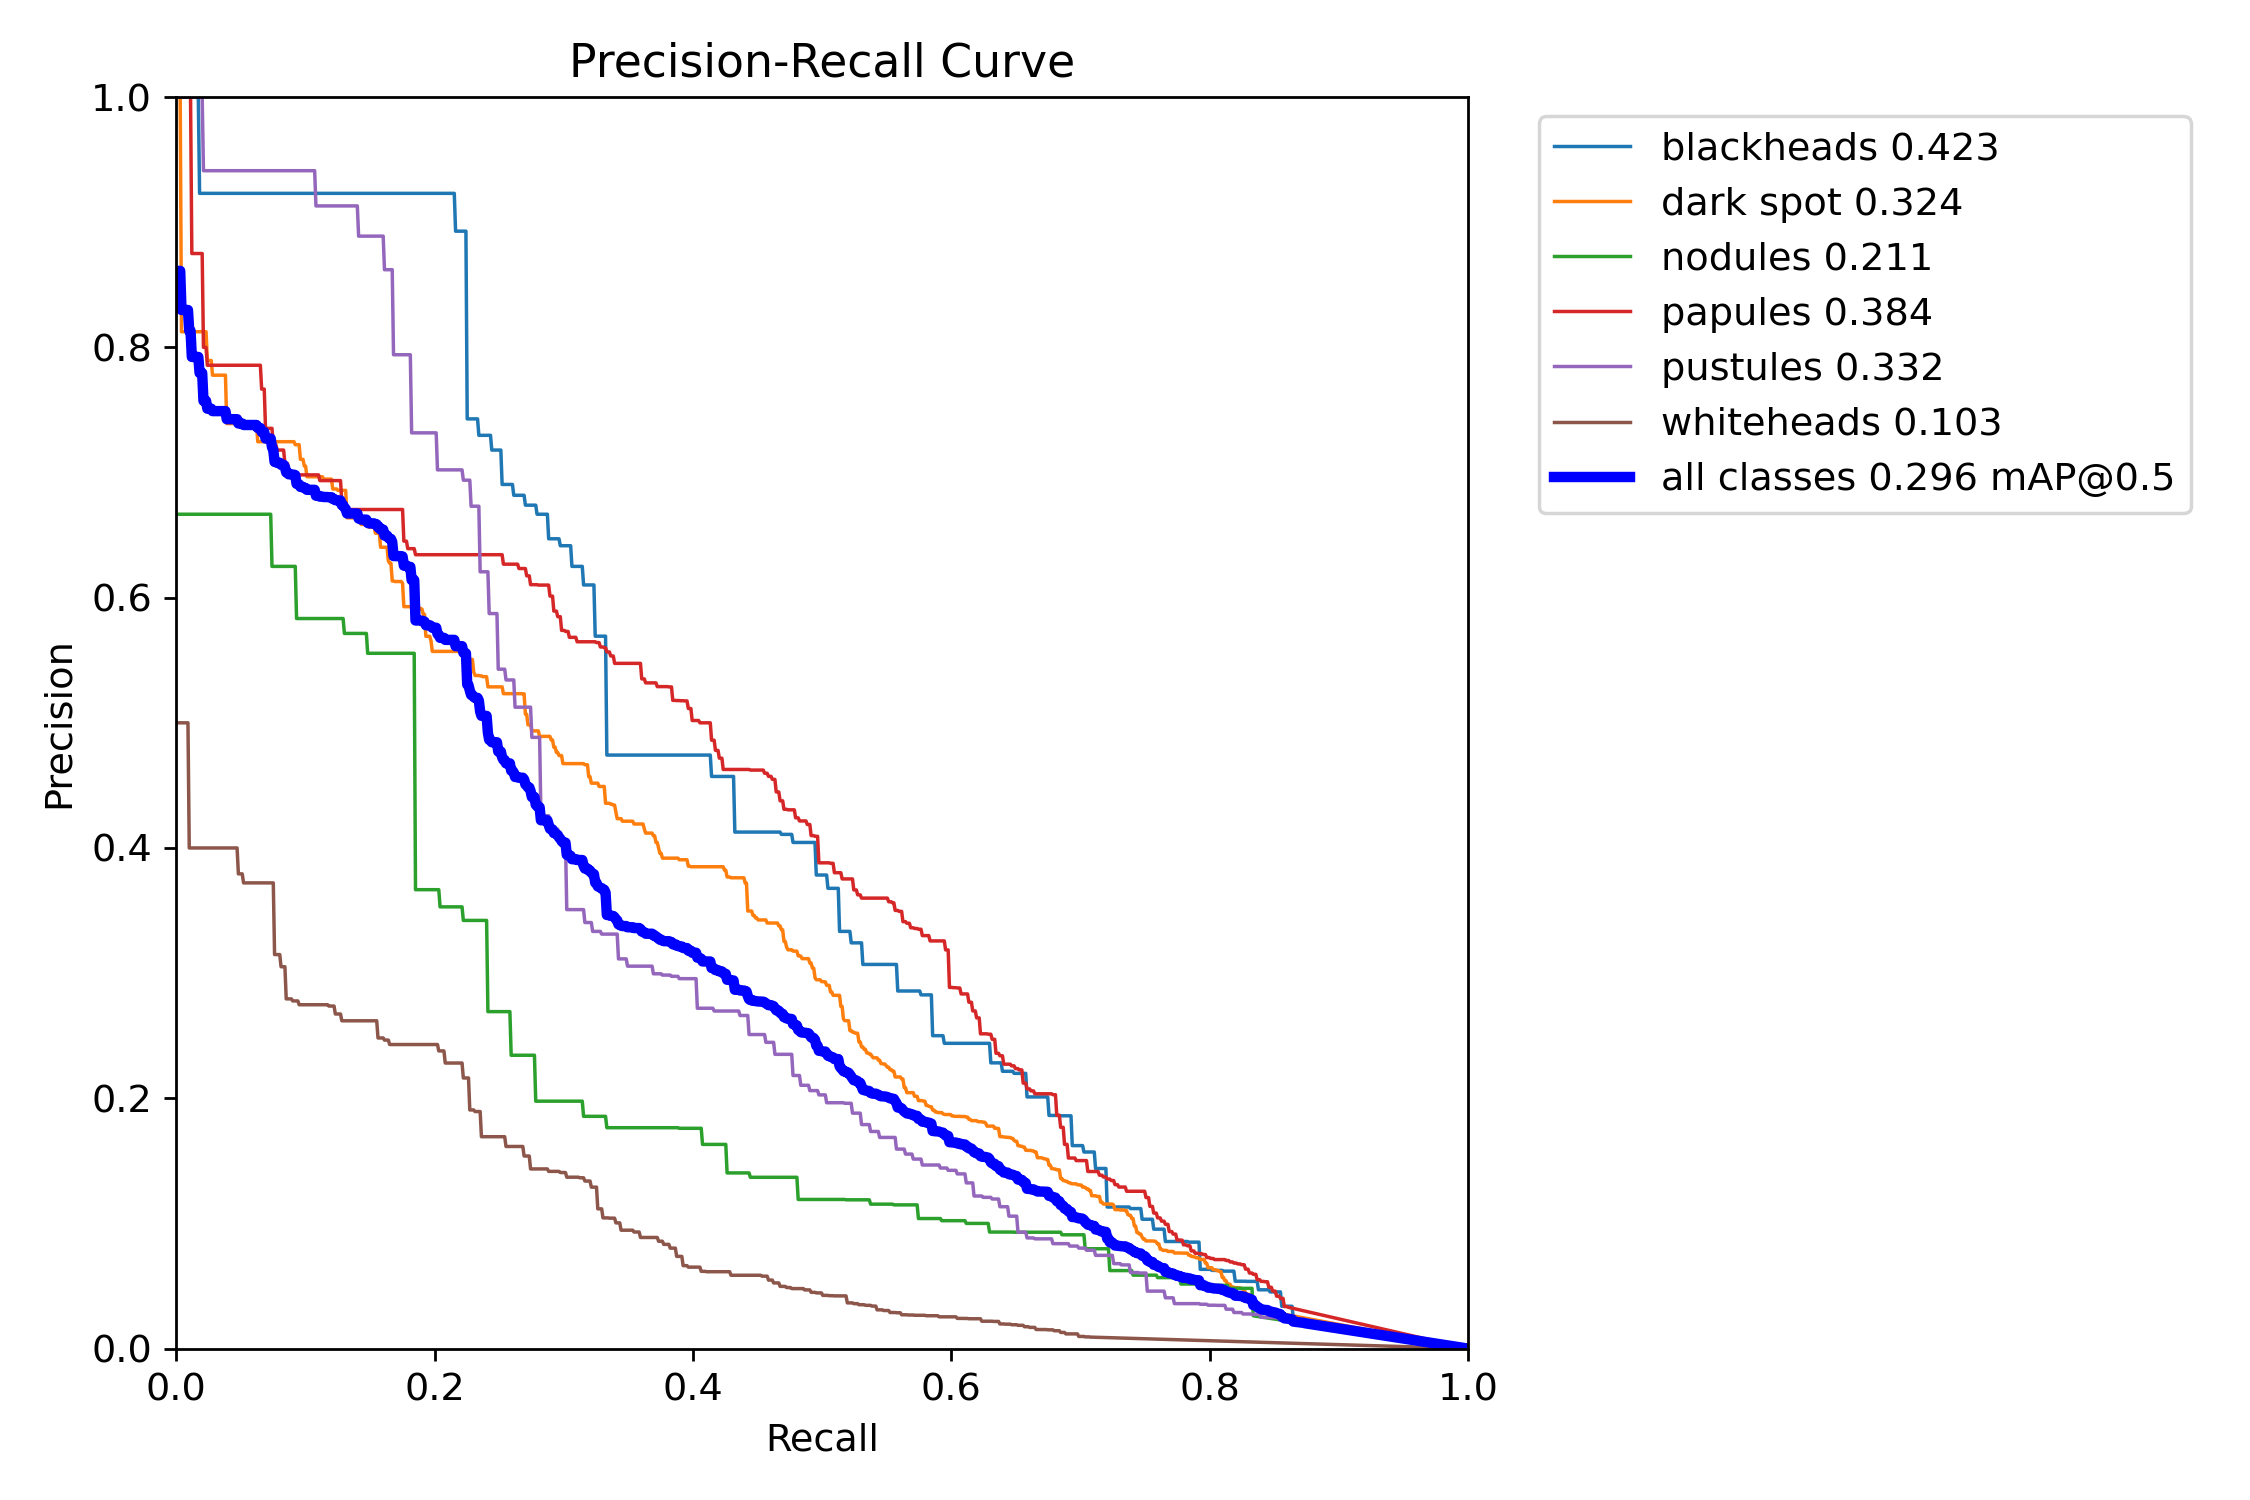 Precision-Recall Curve
1.0
0.8
0.6
0.4
0.2
0.0
Precision
0.0 0.2 0.4 0.6 0.8 1.0
Recall
blackheads 0.423
dark spot 0.324
nodules 0.211
papules 0.384
pustules 0.332
whiteheads 0.103
all classes 0.296 mAP@0.5